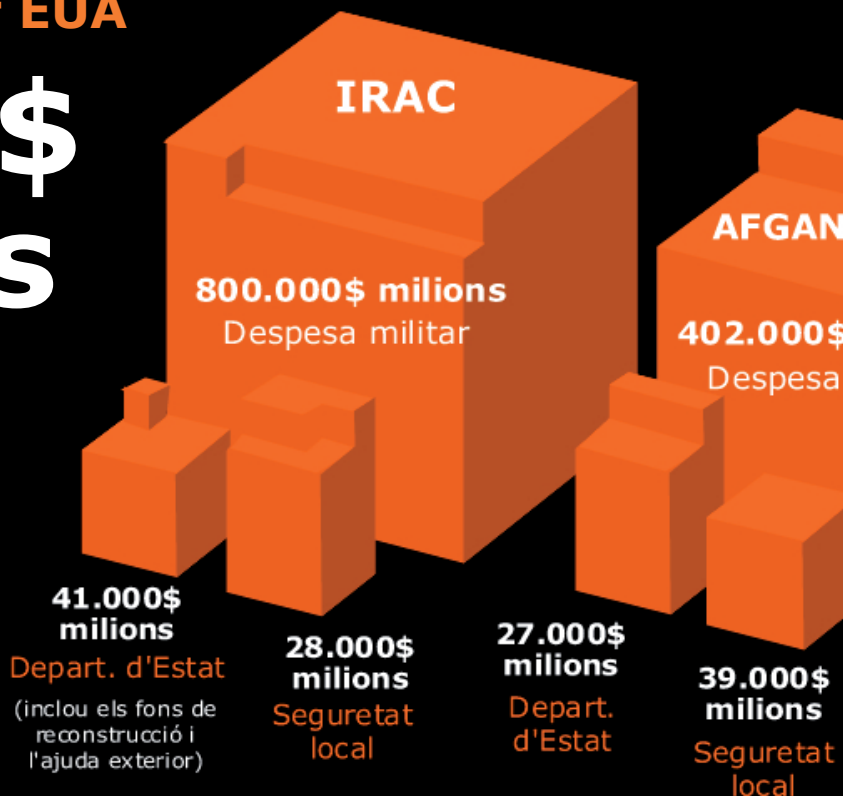 EUA
$
s
IRAC
800.000$ milions
Despesa militar
AFGAN
402.000$
Despesa
41.000$
milions
Depart. d'Estat
(inclou els fons de
reconstrucció i
l'ajuda exterior)
28.000$
milions
Seguretat
local
27.000$
milions
Depart.
d'Estat
39.000$
milions
Seguretat
local